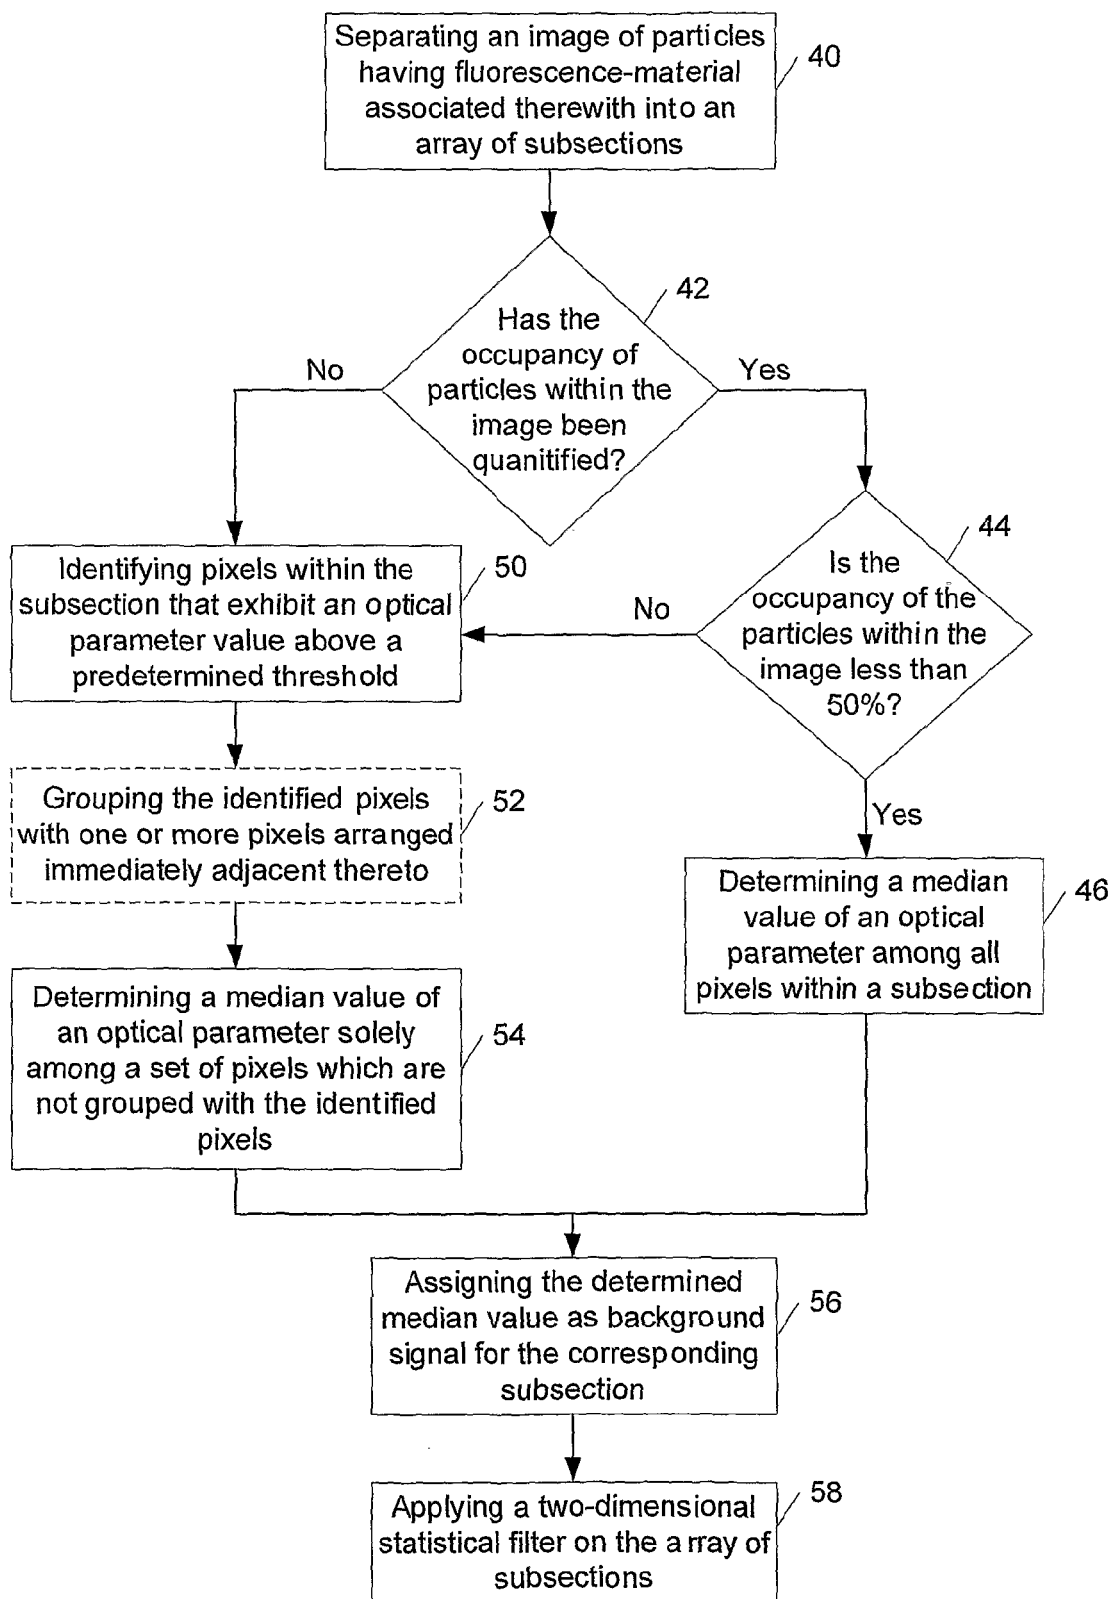 Separating an image of particles
having fluorescence-material
associated therewith into an
array of subsections
40
Has the
occupancy of
particles within the
image been
quanitified?
42
No
Yes
Is the
occupancy of the
particles within the
image less than
50%?
44
No
Yes
Identifying pixels within the
subsection that exhibit an optical
parameter value above a
predetermined threshold
50
Grouping the identified pixels
with one or more pixels arranged
immediately adjacent thereto
52
Determining a median
value of an optical
parameter among all
pixels within a subsection
46
Determining a median value of
an optical parameter solely
among a set of pixels which are
not grouped with the identified
pixels
54
Assigning the determined
median value as background
signal for the corresponding
subsection
56
Applying a two-dimensional
statistical filter on the array of
subsections
58